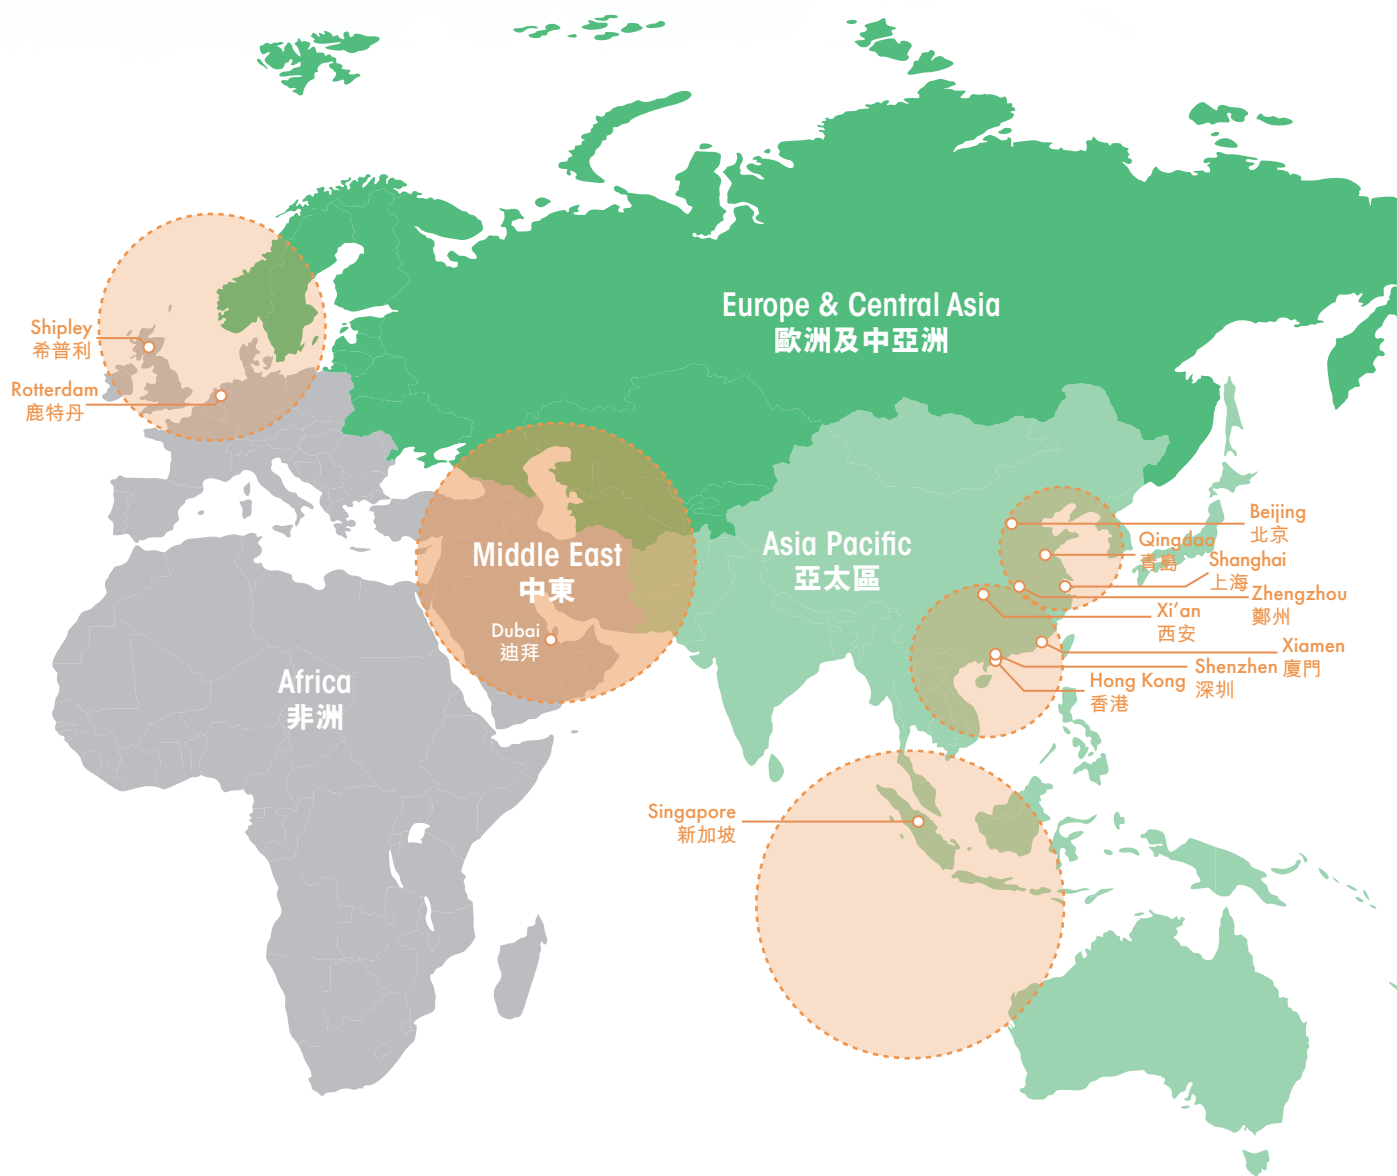 Europe & Central Asia
歐洲及中亞洲
Shipley
希普利
Rotterdam
鹿特丹
Middle East
中東
Dubai
迪拜
Asia Pacific
亞太區
Beijing
北京
Qingdao
青島
Shanghai
上海
Zhengzhou
鄭州
Xi’an
西安
Xiamen
廈門
Shenzhen
深圳
Hong Kong
香港
Africa
非洲
Singapore
新加坡